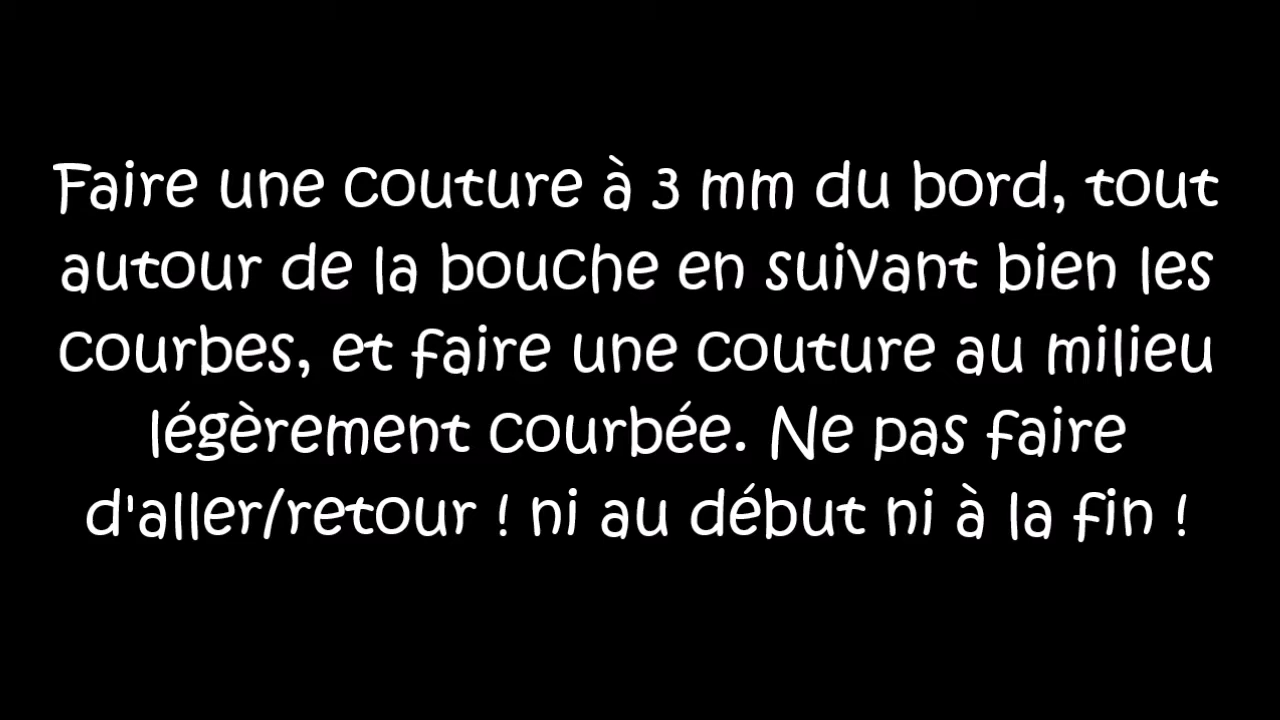 Faire une couture à 3 mm du bord, tout
autour de la bouche en suivant bien les
courbes, et faire une couture au milieu
légèrement courbée. Ne pas faire
d'aller/retour ! ni au début ni à la fin !